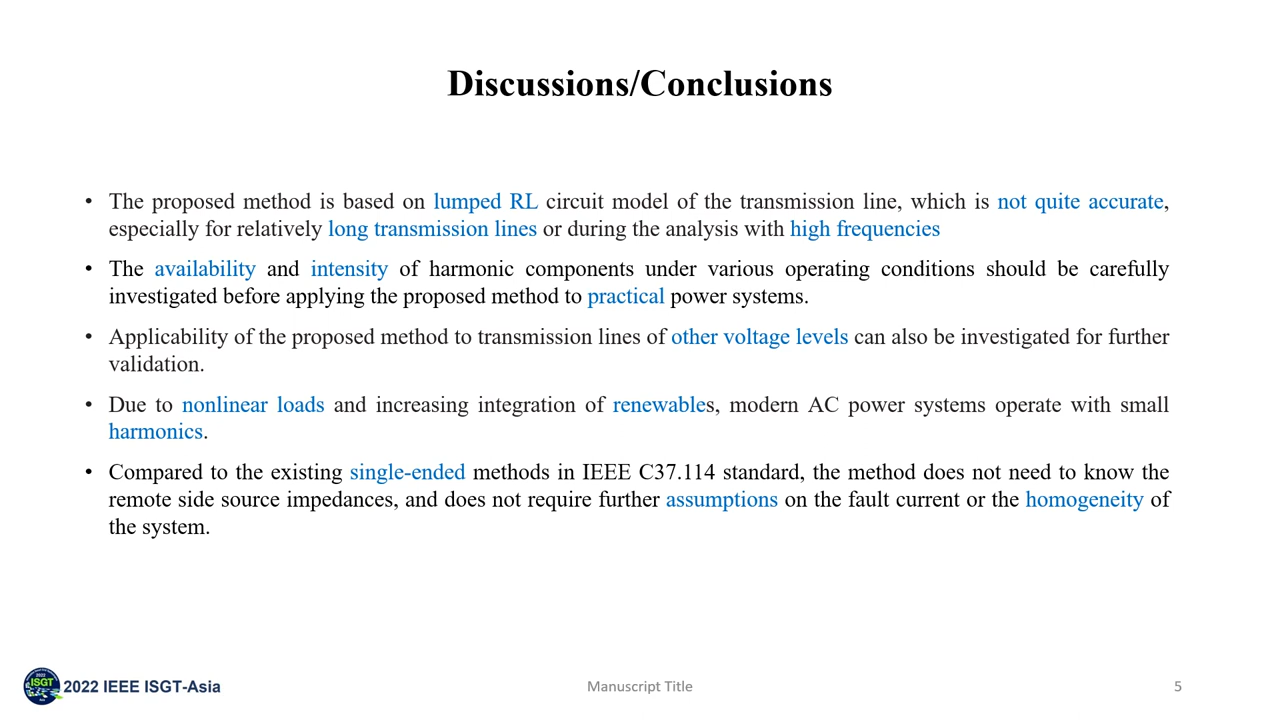 Discussions/Conclusions
• The proposed method is based on lumped RL circuit model of the transmission line, which is not quite accurate,
especially for relatively long transmission lines or during the analysis with high frequencies
• The availability and intensity of harmonic components under various operating conditions should be carefully
investigated before applying the proposed method to practical power systems.
• Applicability of the proposed method to transmission lines of other voltage levels can also be investigated for further
validation.
• Due to nonlinear loads and increasing integration of renewables, modern AC power systems operate with small
harmonics.
• Compared to the existing single-ended methods in IEEE C37.114 standard, the method does not need to know the
remote side source impedances, and does not require further assumptions on the fault current or the homogeneity of
the system.
2022
ISGT
2022 IEEE ISGT-Asia
Manuscript Title
5